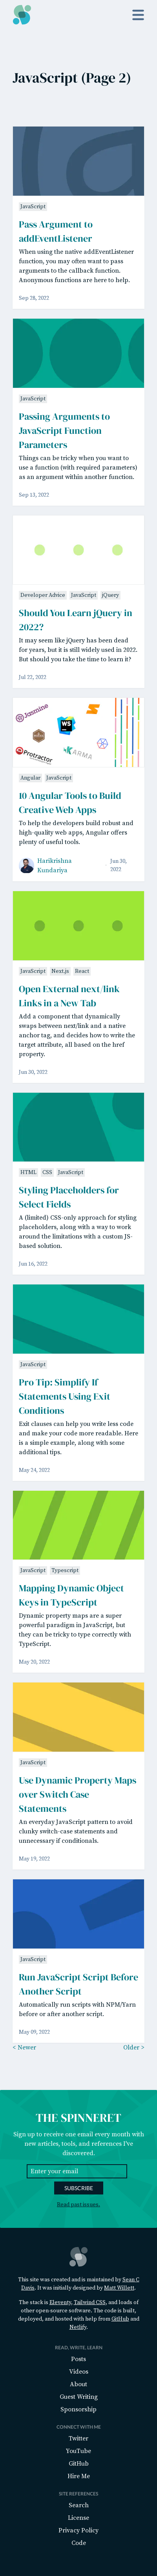 JavaScript (Page 2)
JavaScript
Pass Argument to
addEventListener
When using the native addEventListener
function, you may often want to pass
arguments to the callback function.
Anonymous functions are here to help.
Sep 28, 2022
JavaScript
Passing Arguments to
JavaScript Function
Parameters
Things can be tricky when you want to
use a function (with required parameters)
as an argument within another function.
Sep 13, 2022
Developer Advice JavaScript jQuery
Should You Learn jQuery in
2022?
It may seem like jQuery has been dead
for years, but it is still widely used in 2022.
But should you take the time to learn it?
Jul 22, 2022
Jasmine
WS
Protractor
KARMA
Angular JavaScript
10 Angular Tools to Build
Creative Web Apps
To help the developers build robust and
high-quality web apps, Angular offers
plenty of useful tools.
Harikrishna
Kundariya
Jun 30,
2022
JavaScript Next.js React
Open External next/link
Links in a New Tab
Add a component that dynamically
swaps between next/link and a native
anchor tag, and decides how to write the
target attribute, all based on the href
property.
Jun 30, 2022
HTML CSS JavaScript
Styling Placeholders for
Select Fields
A (limited) CSS-only approach for styling
placeholders, along with a way to work
around the limitations with a custom JS-
based solution.
Jun 16, 2022
JavaScript
Pro Tip: Simplify If
Statements Using Exit
Conditions
Exit clauses can help you write less code
and make your code more readable. Here
is a simple example, along with some
additional tips.
May 24, 2022
JavaScript Typescript
Mapping Dynamic Object
Keys in TypeScript
Dynamic property maps are a super
powerful paradigm in JavaScript, but
they can be tricky to type correctly with
TypeScript.
May 20, 2022
JavaScript
Use Dynamic Property Maps
over Switch Case
Statements
An everyday JavaScript pattern to avoid
clunky switch-case statements and
unnecessary if conditionals.
May 19, 2022
JavaScript
Run JavaScript Script Before
Another Script
Automatically run scripts with NPM/Yarn
before or after another script.
May 09, 2022
< Newer Older >
THE SPINNERET
Sign up to receive one email every month with
new articles, tools, and references I've
discovered.
Enter your email
SUBSCRIBE
Read past issues.
This site was created and is maintained by Sean C
Davis. It was initially designed by Matt Willett.
The stack is Eleventy, Tailwind CSS, and loads of
other open source software. The code is built,
deployed, and hosted with help from GitHub and
Netlify.
READ, WRITE, LEARN
Posts
Videos
About
Guest Writing
Sponsorship
CONNECT WITH ME
Twitter
YouTube
GitHub
Hire Me
SITE REFERENCES
Search
License
Privacy Policy
Code